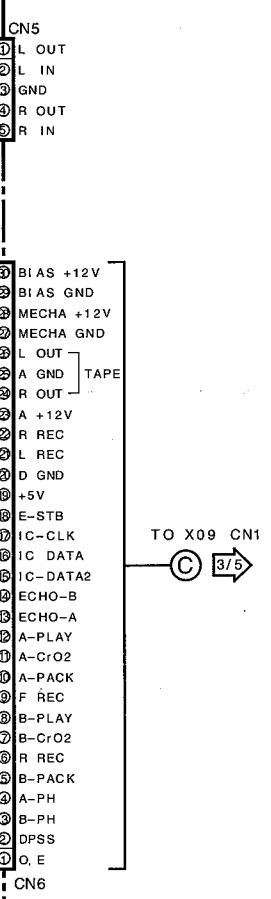 CN5
① L OUT
② L IN
③ GND
④ R OUT
⑤ R IN
㉚ BIAS +12V
㉙ BIAS GND
㉘ MECHA +12V
㉗ MECHA GND
㉖ L OUT
㉕ A GND TAPE
㉔ R OUT
㉓ A +12V
㉒ R REC
㉑ L REC
⑳ D GND
⑲ +5V
⑱ E-STB
⑰ IC-CLK TO X09 CN1
⑯ IC DATA
⑮ IC-DATA2 C 3/5
⑭ ECHO-B
⑬ ECHO-A
⑫ A-PLAY
⑪ A-CrO2
⑩ A-PACK
⑨ F REC
⑧ B-PLAY
⑦ B-CrO2
⑥ R REC
⑤ B-PACK
④ A-PH
③ B-PH
② DPSS
① O, E
CN6